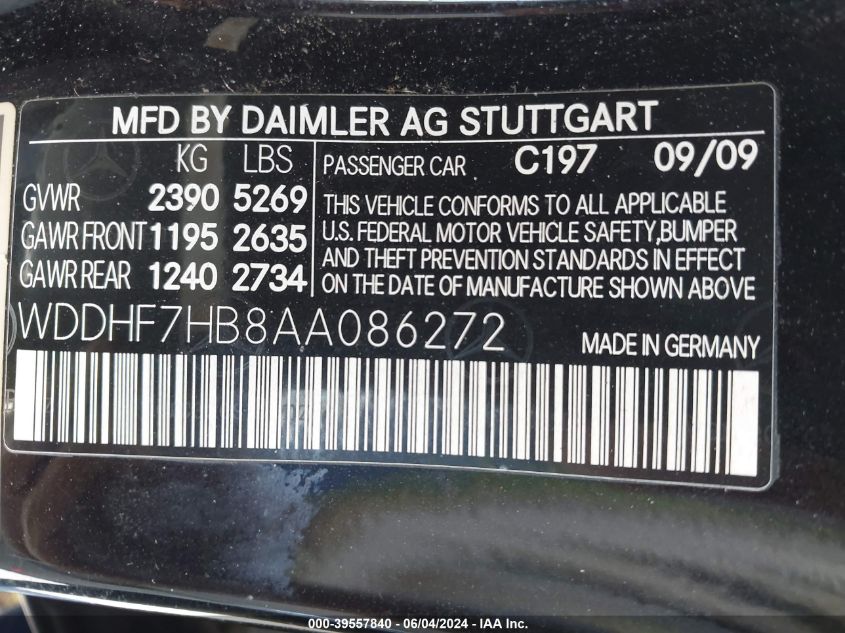 MFD BY DAIMLER AG STUTTGART
KG LBS
GVWR 2390 5269
GAWR FRONT 1195 2635
GAWR REAR 1240 2734
PASSENGER CAR C197 09/09
THIS VEHICLE CONFORMS TO ALL APPLICABLE
U.S. FEDERAL MOTOR VEHICLE SAFETY,BUMPER
AND THEFT PREVENTION STANDARDS IN EFFECT
ON THE DATE OF MANUFACTURE SHOWN ABOVE
WDDHF7HB8AA086272
MADE IN GERMANY
000-39557840 - 06/04/2024 - IAA Inc.